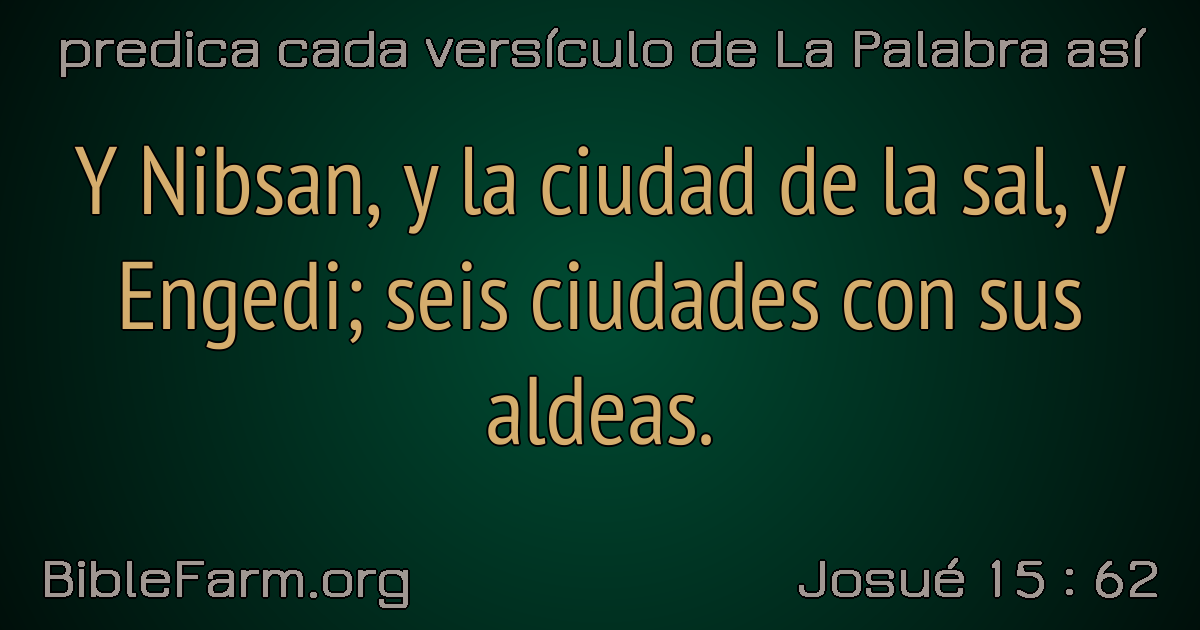 predica cada versículo de La Palabra así
Y Nibsan, y la ciudad de la sal, y
Engedi; seis ciudades con sus
aldeas.
BibleFarm.org
Josué 15 : 62